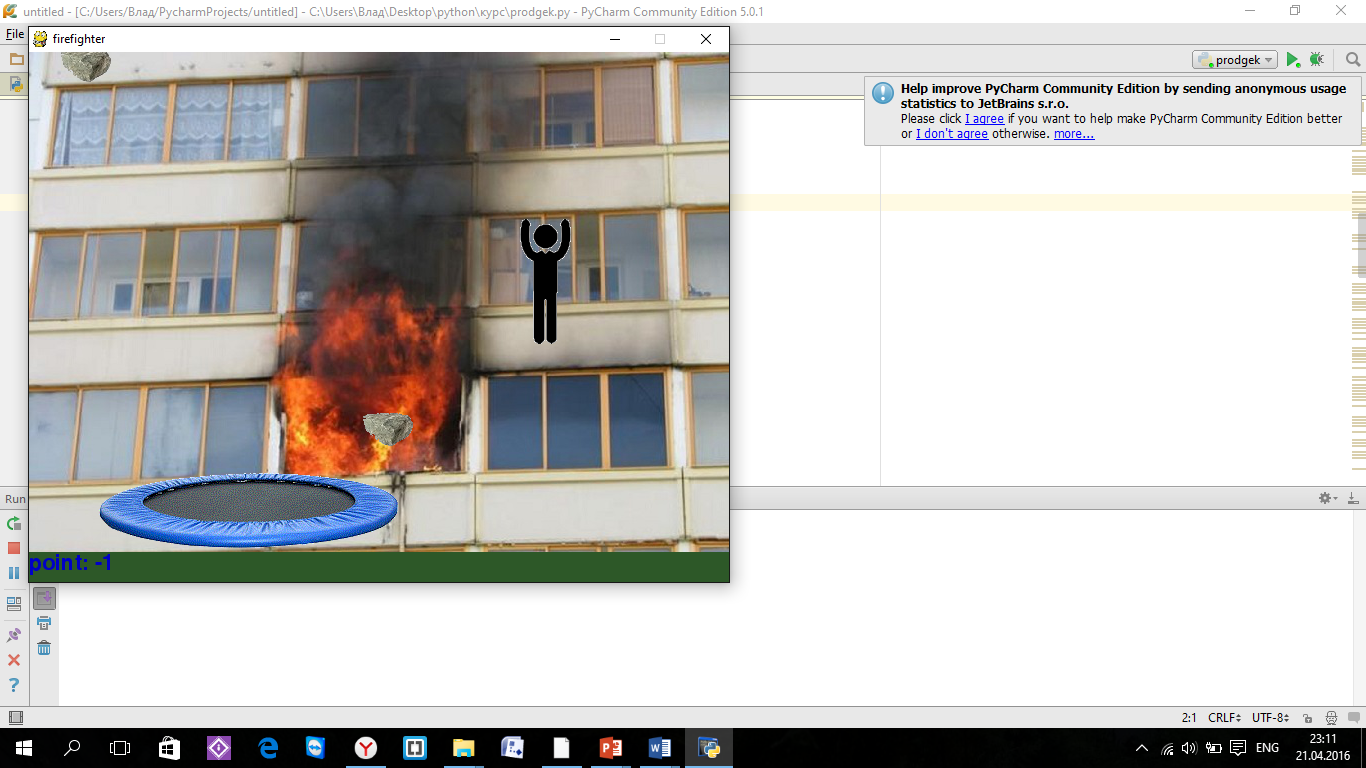 untitled - [C:/Users/Влад/PycharmProjects/untitled] - C:\Users\Влад\Desktop\python\курс\prodgek.py - PyCharm Community Edition 5.0.1
File
firefighter
prodgek
Help improve PyCharm Community Edition by sending anonymous usage
statistics to JetBrains s.r.o.
Please click I agree if you want to help make PyCharm Community Edition better
or I don't agree otherwise. more...
Run
point: -1
2:1 CRLF UTF-8
ENG
23:11
21.04.2016